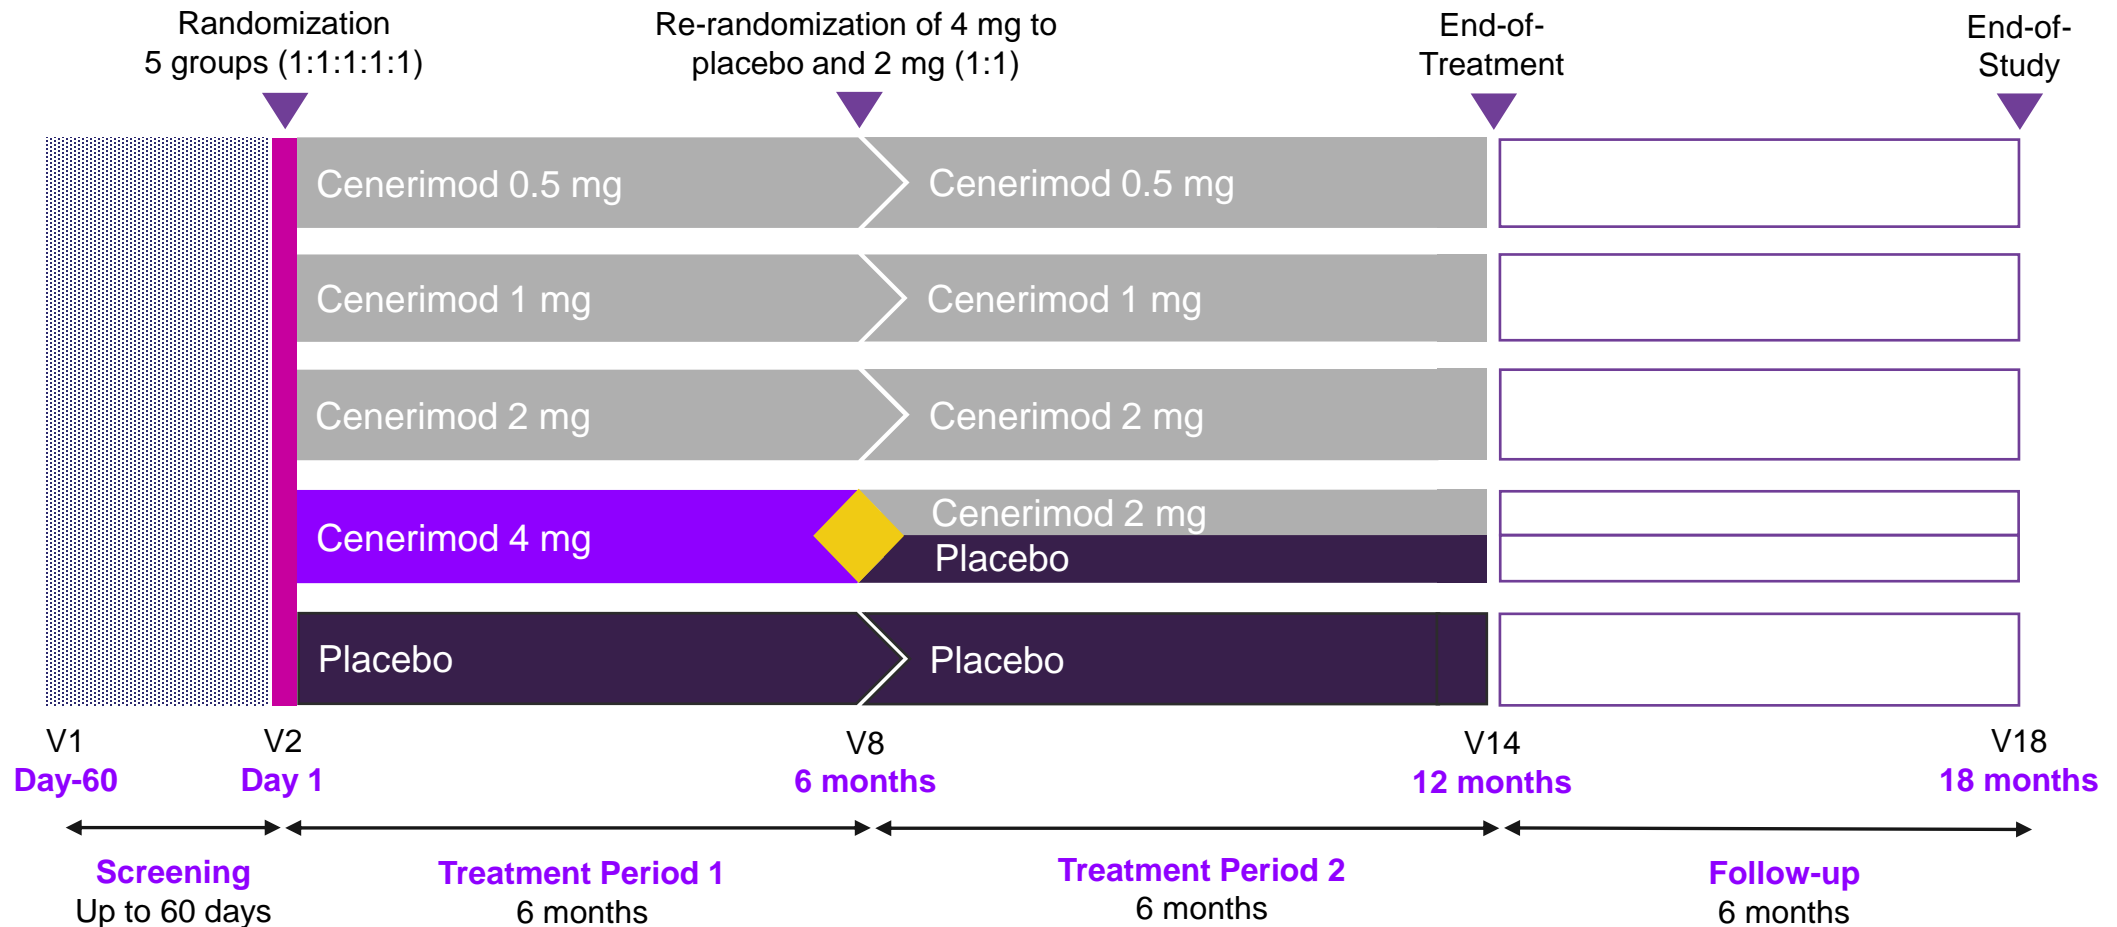 Randomization
5 groups (1:1:1:1:1)
Re-randomization of 4 mg to
placebo and 2 mg (1:1)
End-of-
Treatment
End-of-
Study
Cenerimod 0.5 mg
Cenerimod 0.5 mg
Cenerimod 1 mg
Cenerimod 1 mg
Cenerimod 2 mg
Cenerimod 2 mg
Cenerimod 4 mg
Cenerimod 2 mg
Placebo
Placebo
Placebo
V1
Day-60
V2
Day 1
V8
6 months
V14
12 months
V18
18 months
Screening
Up to 60 days
Treatment Period 1
6 months
Treatment Period 2
6 months
Follow-up
6 months